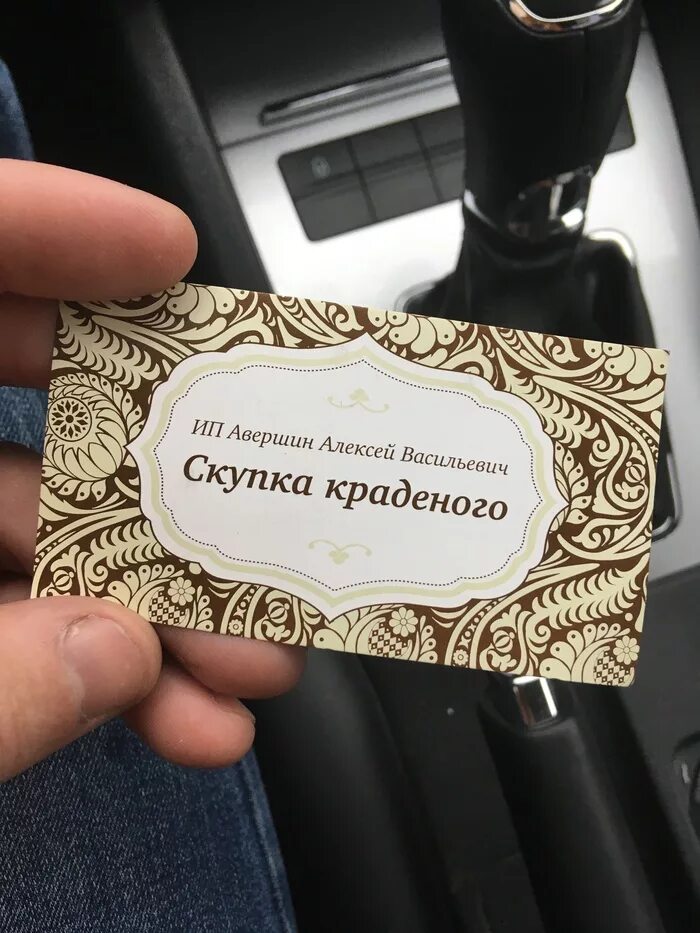 ИП Авершин Алексей Васильевич
Скупка краденого